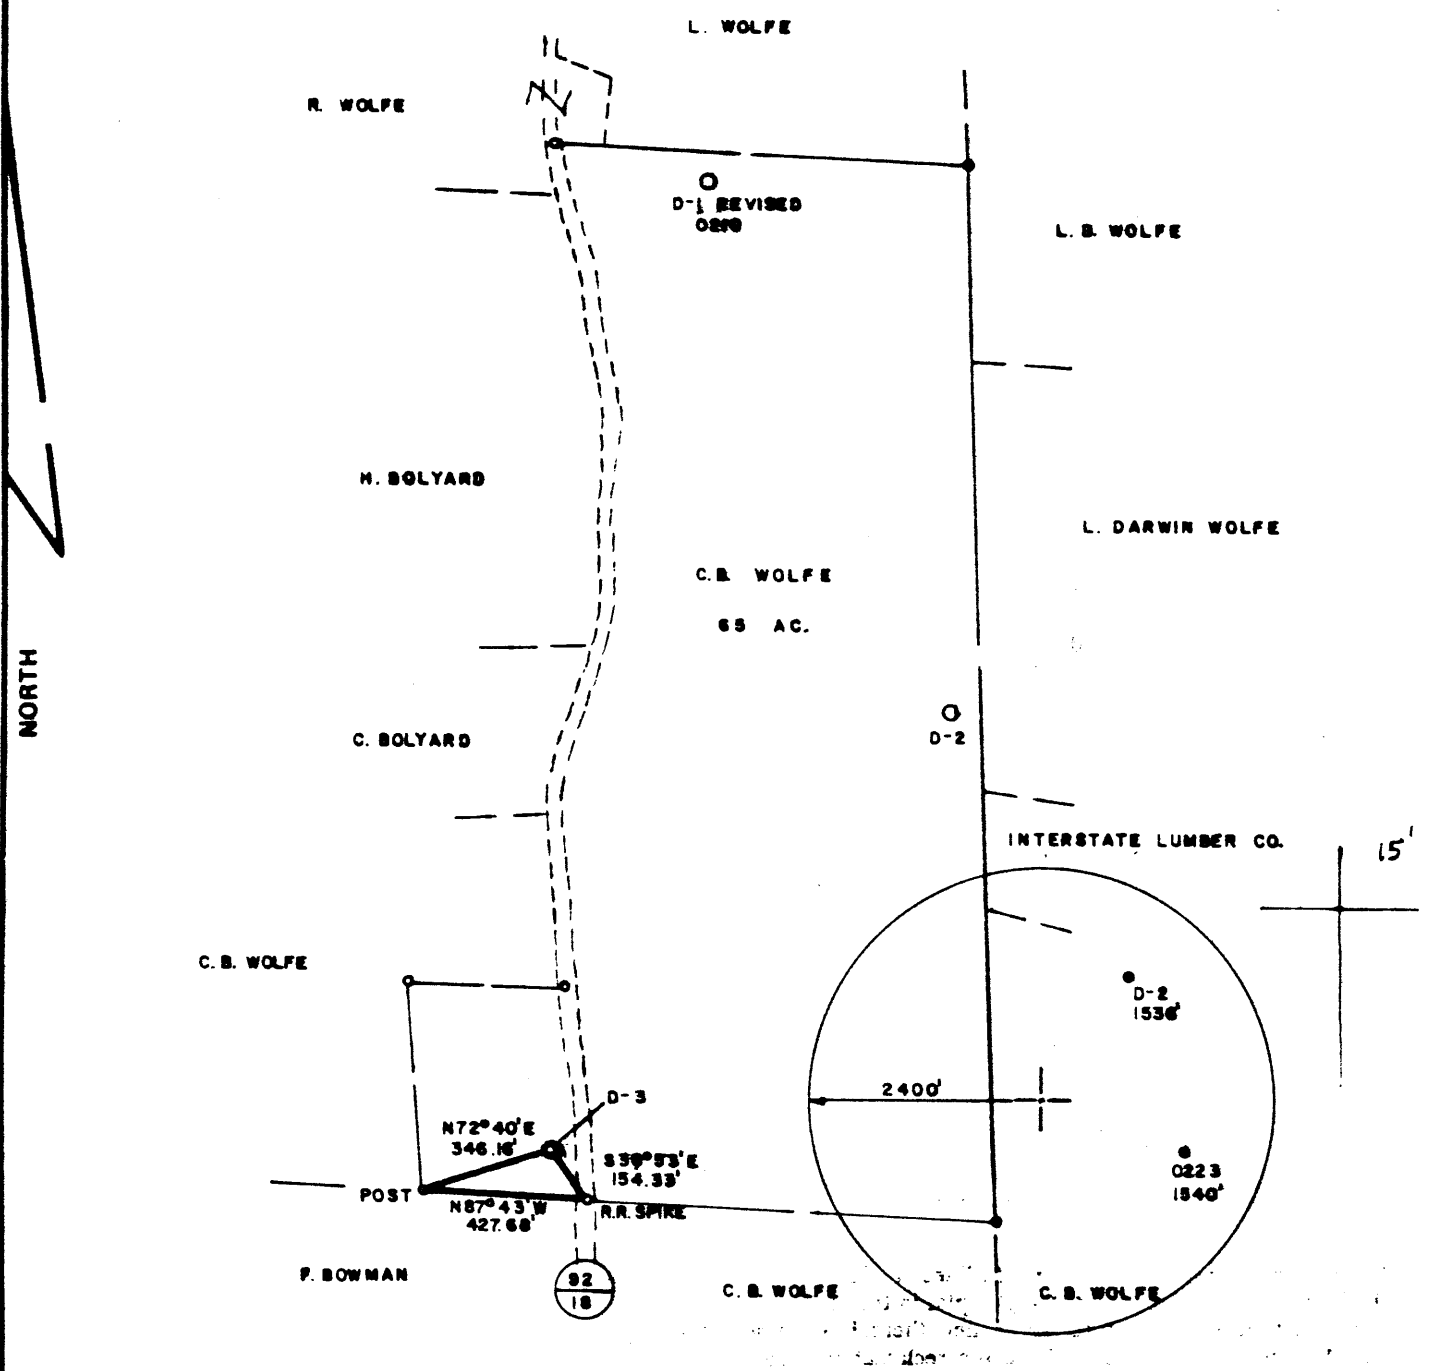 L. WOLFE
R. WOLFE
D-1 REVISED
L. B. WOLFE
H. BOLYARD
L. DARWIN WOLFE
C.B. WOLFE
65 AC.
NORTH
D-2
C. BOLYARD
INTERSTATE LUMBER CO.
15'
C. B. WOLFE
D-2
1536'
2400'
D-3
N72°40'E
346.16'
S39°53'E
154.33'
0223
1540'
POST
N87°43'W
427.68'
R.R. SPIKE
F. BOWMAN
92
18
C. B. WOLFE
C. B. WOLFE